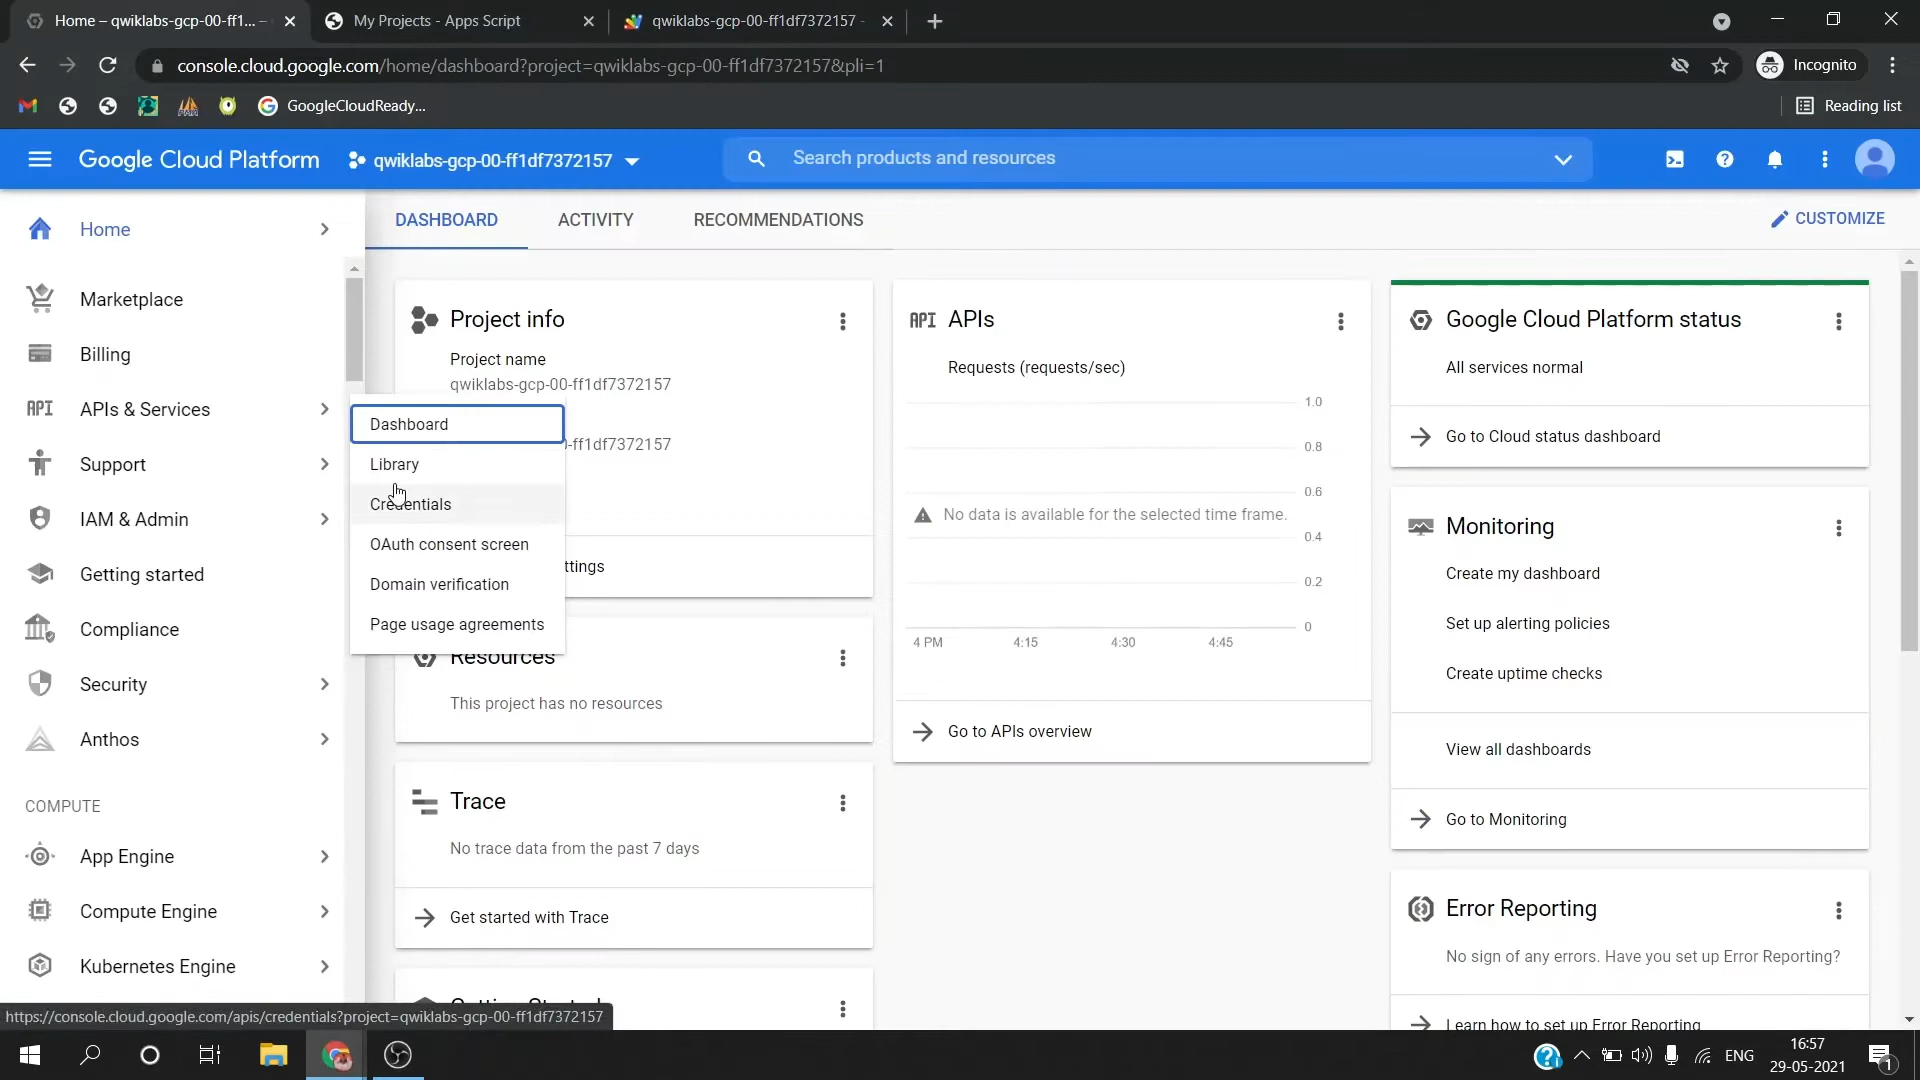 Home – qwiklabs-gcp-00-ff1... –
My Projects - Apps Script
qwiklabs-gcp-00-ff1df7372157 -
console.cloud.google.com/home/dashboard?project=qwiklabs-gcp-00-ff1df7372157&pli=1
Incognito
GoogleCloudReady...
Reading list
Google Cloud Platform
qwiklabs-gcp-00-ff1df7372157
Search products and resources
Home
DASHBOARD
ACTIVITY
RECOMMENDATIONS
CUSTOMIZE
Marketplace
Billing
API
APIs & Services
Support
IAM & Admin
Getting started
Compliance
Security
Anthos
COMPUTE
App Engine
Compute Engine
Kubernetes Engine
Dashboard
Library
Credentials
OAuth consent screen
Domain verification
Page usage agreements
Project info
Project name
qwiklabs-gcp-00-ff1df7372157
-ff1df7372157
ttings
Resources
This project has no resources
Trace
No trace data from the past 7 days
Get started with Trace
Getting Started
API
APIs
Requests (requests/sec)
1.0
0.8
0.6
No data is available for the selected time frame.
0.4
0.2
0
4 PM
4:15
4:30
4:45
Go to APIs overview
Google Cloud Platform status
All services normal
Go to Cloud status dashboard
Monitoring
Create my dashboard
Set up alerting policies
Create uptime checks
View all dashboards
Go to Monitoring
Error Reporting
No sign of any errors. Have you set up Error Reporting?
Learn how to set up Error Reporting
https://console.cloud.google.com/apis/credentials?project=qwiklabs-gcp-00-ff1df7372157
ENG
16:57
29-05-2021
1